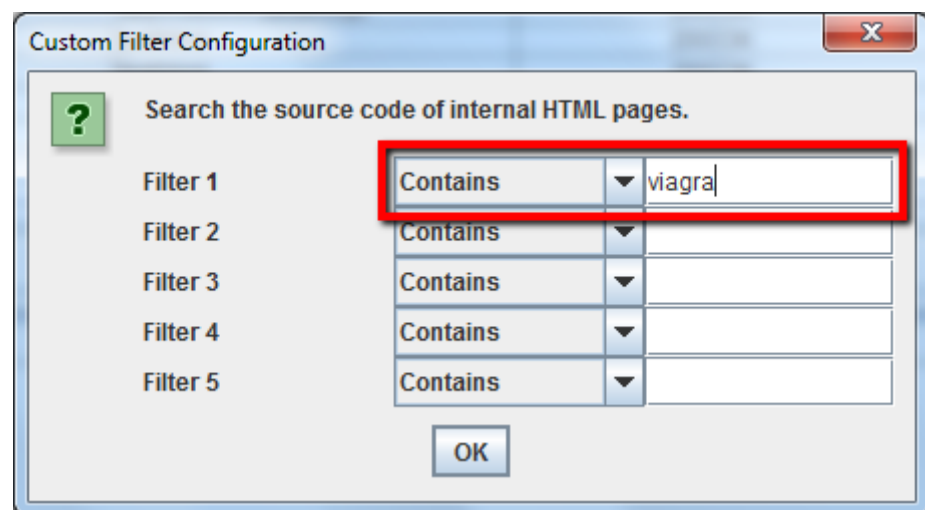 Custom Filter Configuration
x
? Search the source code of internal HTML pages.
Filter 1 Contains viagra
Filter 2 Contains
Filter 3 Contains
Filter 4 Contains
Filter 5 Contains
OK